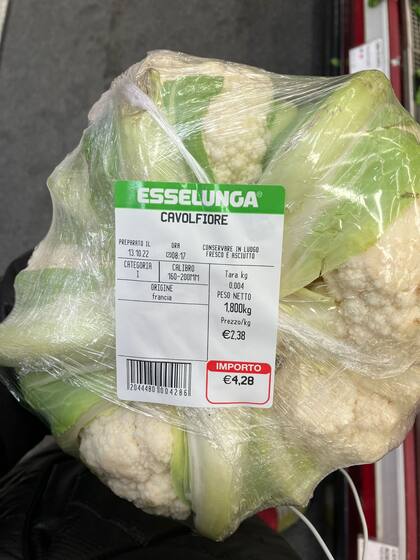 ESSELUNGA®
CAVOLFIORE
PREPARATO IL
13.10.22
ORA
08:17
CONSERVARE IN LUOGO
FRESCO E ASCIUTTO
CATEGORIA
1
CALIBRO
160-200MM
ORIGINE
francia
Tara kg
0.004
PESO NETTO
1,800kg
Prezzo/kg
€2,38
IMPORTO
€4,28
2044480004286